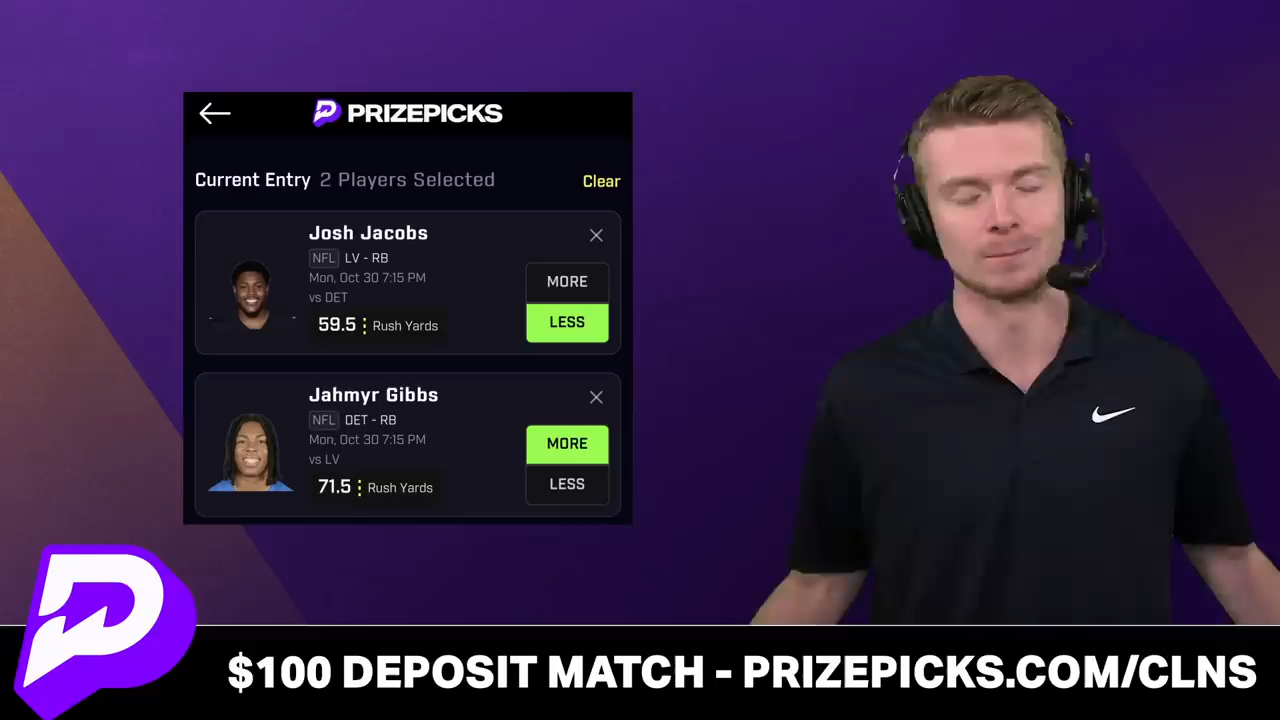 PRIZEPICKS
Current Entry 2 Players Selected Clear
Josh Jacobs
NFL LV - RB
Mon, Oct 30 7:15 PM
vs DET
59.5 Rush Yards
MORE
LESS
Jahmyr Gibbs
NFL DET - RB
Mon, Oct 30 7:15 PM
vs LV
71.5 Rush Yards
MORE
LESS
$100 DEPOSIT MATCH - PRIZEPICKS.COM/CLNS